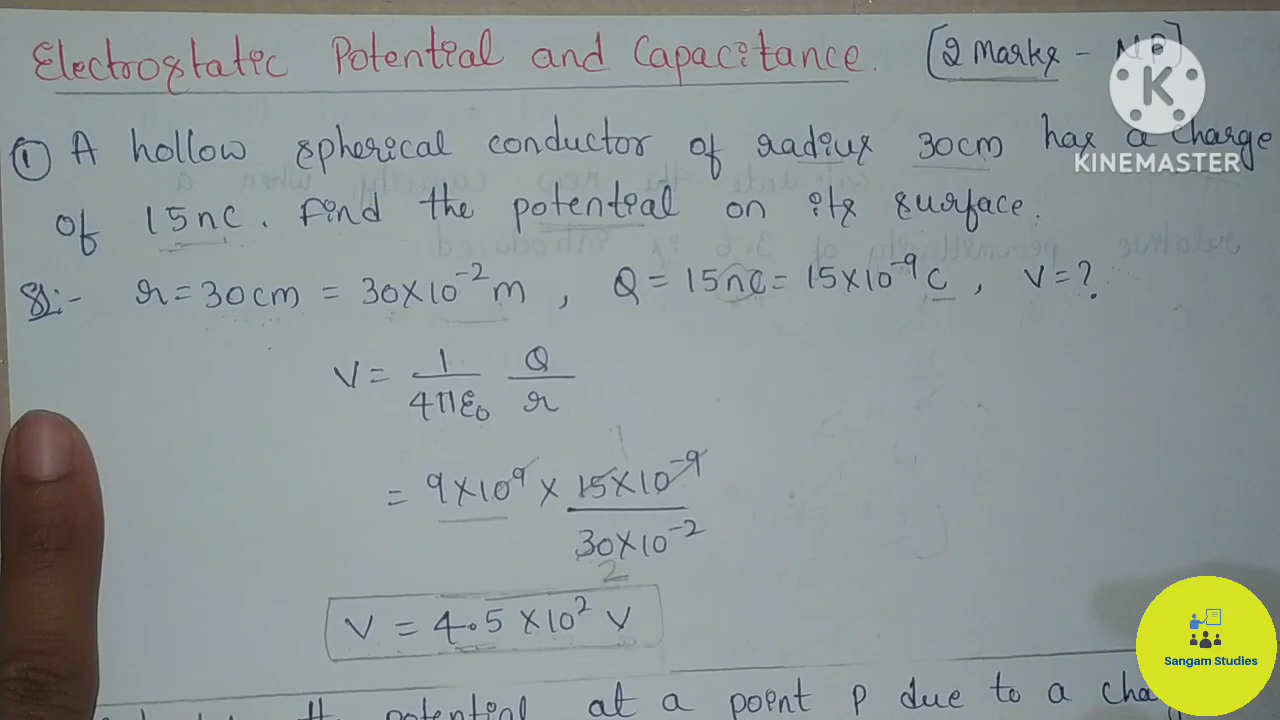 Electrostatic Potential and Capacitance. [2 Marks -
KINEMASTER
① A hollow spherical conductor of radius 30cm has a charge
of 15nc. Find the potential on its surface.
Sl:- r = 30cm = 30×10⁻² m , Q = 15nc = 15×10⁻⁹ C , V = ?
V = 1/4πε₀ Q/r
= 9×10⁹ × 15×10⁻⁹ / 30×10⁻²
1
2
V = 4.5 ×10² V
Sangam Studies
potential at a point P due to a